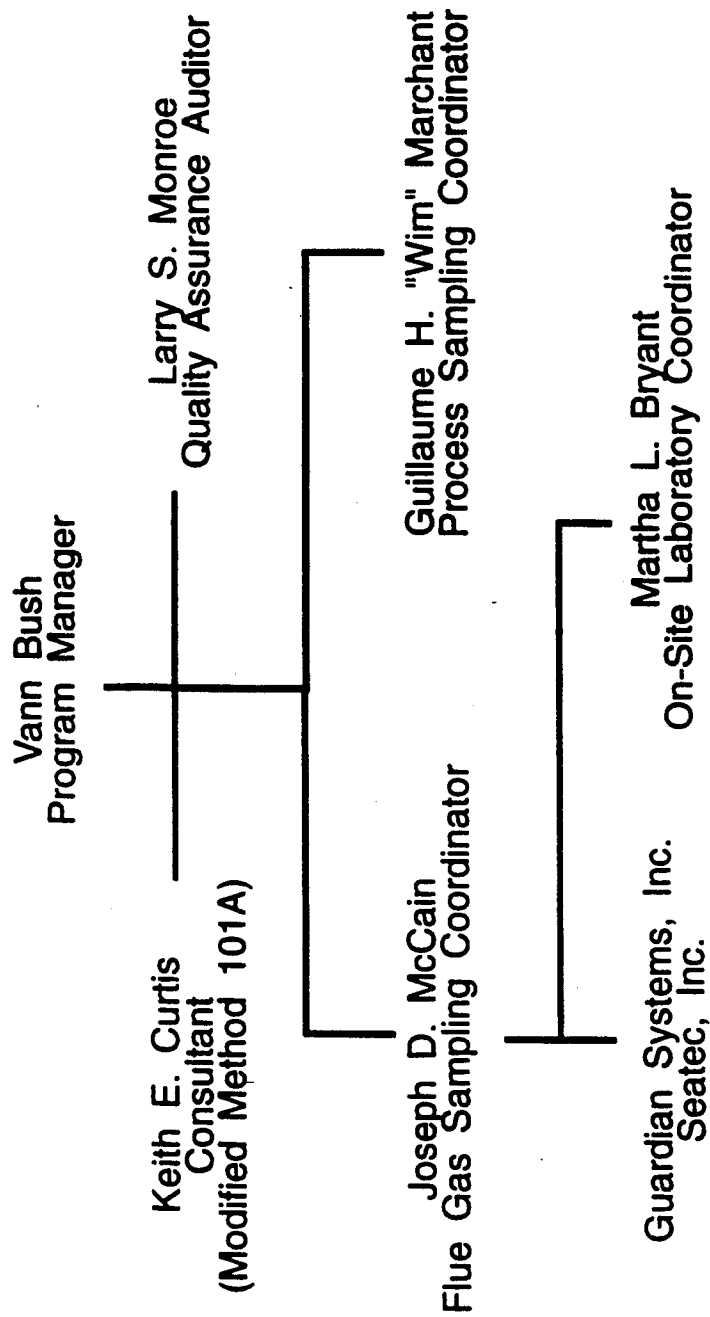 Vann Bush
Program Manager
Keith E. Curtis
Consultant
(Modified Method 101A)
Larry S. Monroe
Quality Assurance Auditor
Joseph D. McCain
Flue Gas Sampling Coordinator
Guillaume H. "Wim" Marchant
Process Sampling Coordinator
Guardian Systems, Inc.
Seatec, Inc.
Martha L. Bryant
On-Site Laboratory Coordinator